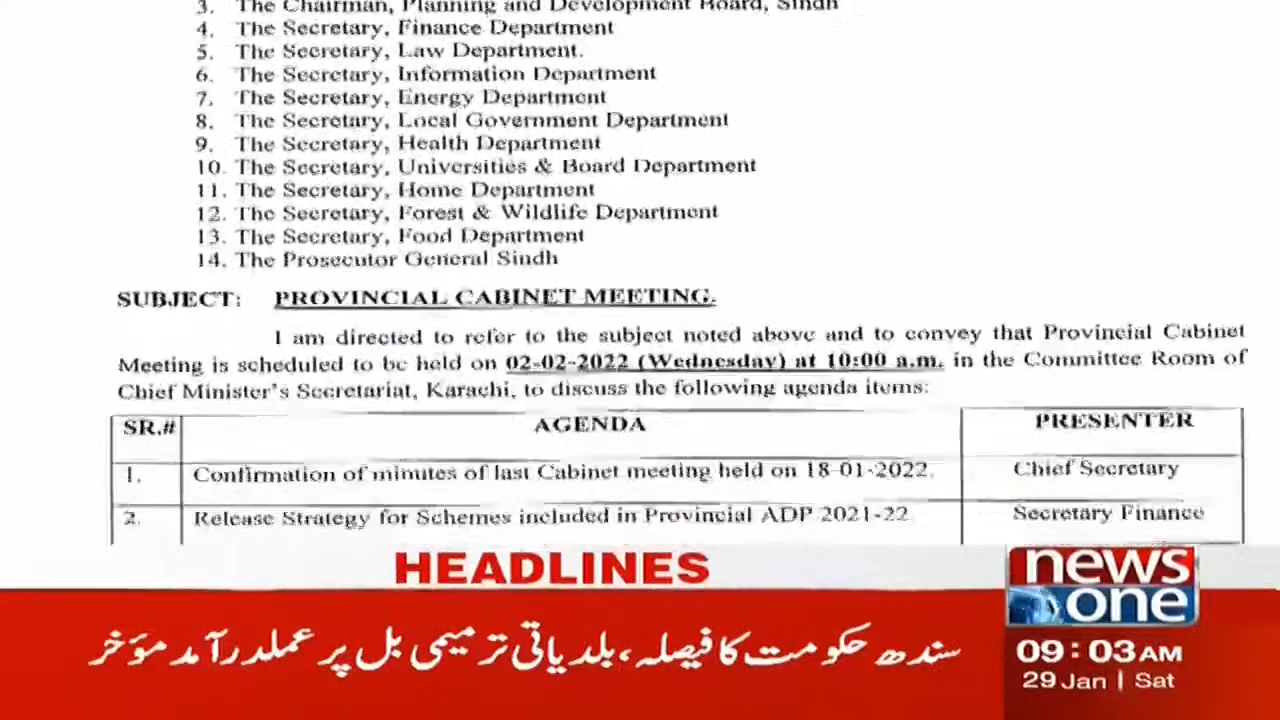 3. The Chairman, Planning and Development Board, Sindh
4. The Secretary, Finance Department
5. The Secretary, Law Department.
6. The Secretary, Information Department
7. The Secretary, Energy Department
8. The Secretary, Local Government Department
9. The Secretary, Health Department
10. The Secretary, Universities & Board Department
11. The Secretary, Home Department
12. The Secretary, Forest & Wildlife Department
13. The Secretary, Food Department
14. The Prosecutor General Sindh
SUBJECT: PROVINCIAL CABINET MEETING.
I am directed to refer to the subject noted above and to convey that Provincial Cabinet
Meeting is scheduled to be held on 02-02-2022 (Wednesday) at 10:00 a.m. in the Committee Room of
Chief Minister's Secretariat, Karachi, to discuss the following agenda items:
SR.# AGENDA PRESENTER
1. Confirmation of minutes of last Cabinet meeting held on 18-01-2022. Chief Secretary
2. Release Strategy for Schemes included in Provincial ADP 2021-22 Secretary Finance
HEADLINES
news
one
سندھ حکومت کا فیصلہ، بلدیاتی ترمیمی بل پر عملدرآمد مؤخر
09:03 AM
29 Jan | Sat